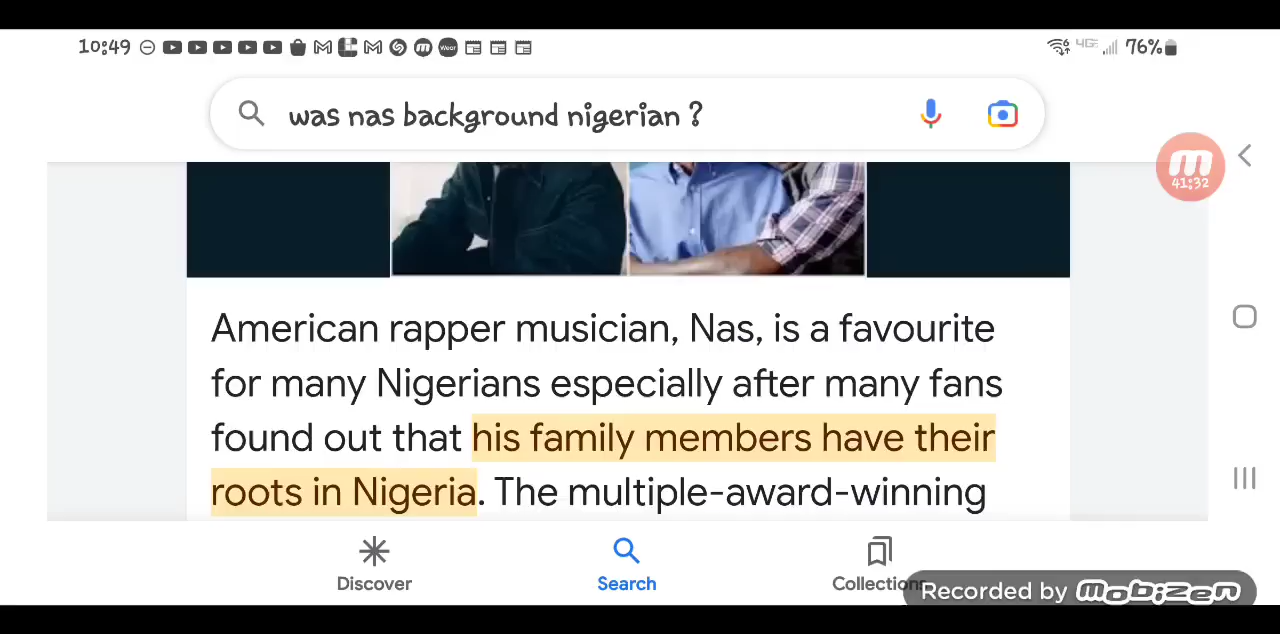 10:49 76%
was nas background nigerian ?
41:32
American rapper musician, Nas, is a favourite
for many Nigerians especially after many fans
found out that his family members have their
roots in Nigeria. The multiple-award-winning
Discover Search Collection
Recorded by mobizen